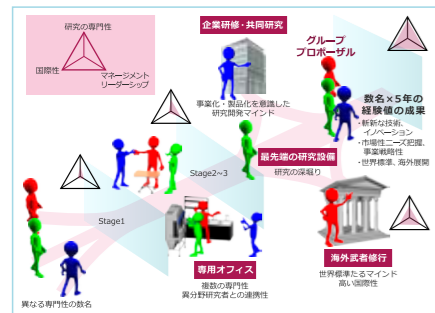 研究の専門性
国際性
マネージメント
リーダーシップ
企業研修・共同研究
事業化・製品化を意識した
研究開発マインド
グループ
プロポーザル
数名×5年の
経験値の成果
・斬新な技術、
イノベーション
・市場性ニーズ把握、
事業戦略性
・世界標準、海外展開
最先端の研究設備
研究の深堀り
Stage2~3
Stage1
専用オフィス
複数の専門性
異分野研究者との連携性
海外武者修行
世界標準たるマインド
高い国際性
異なる専門性の数名